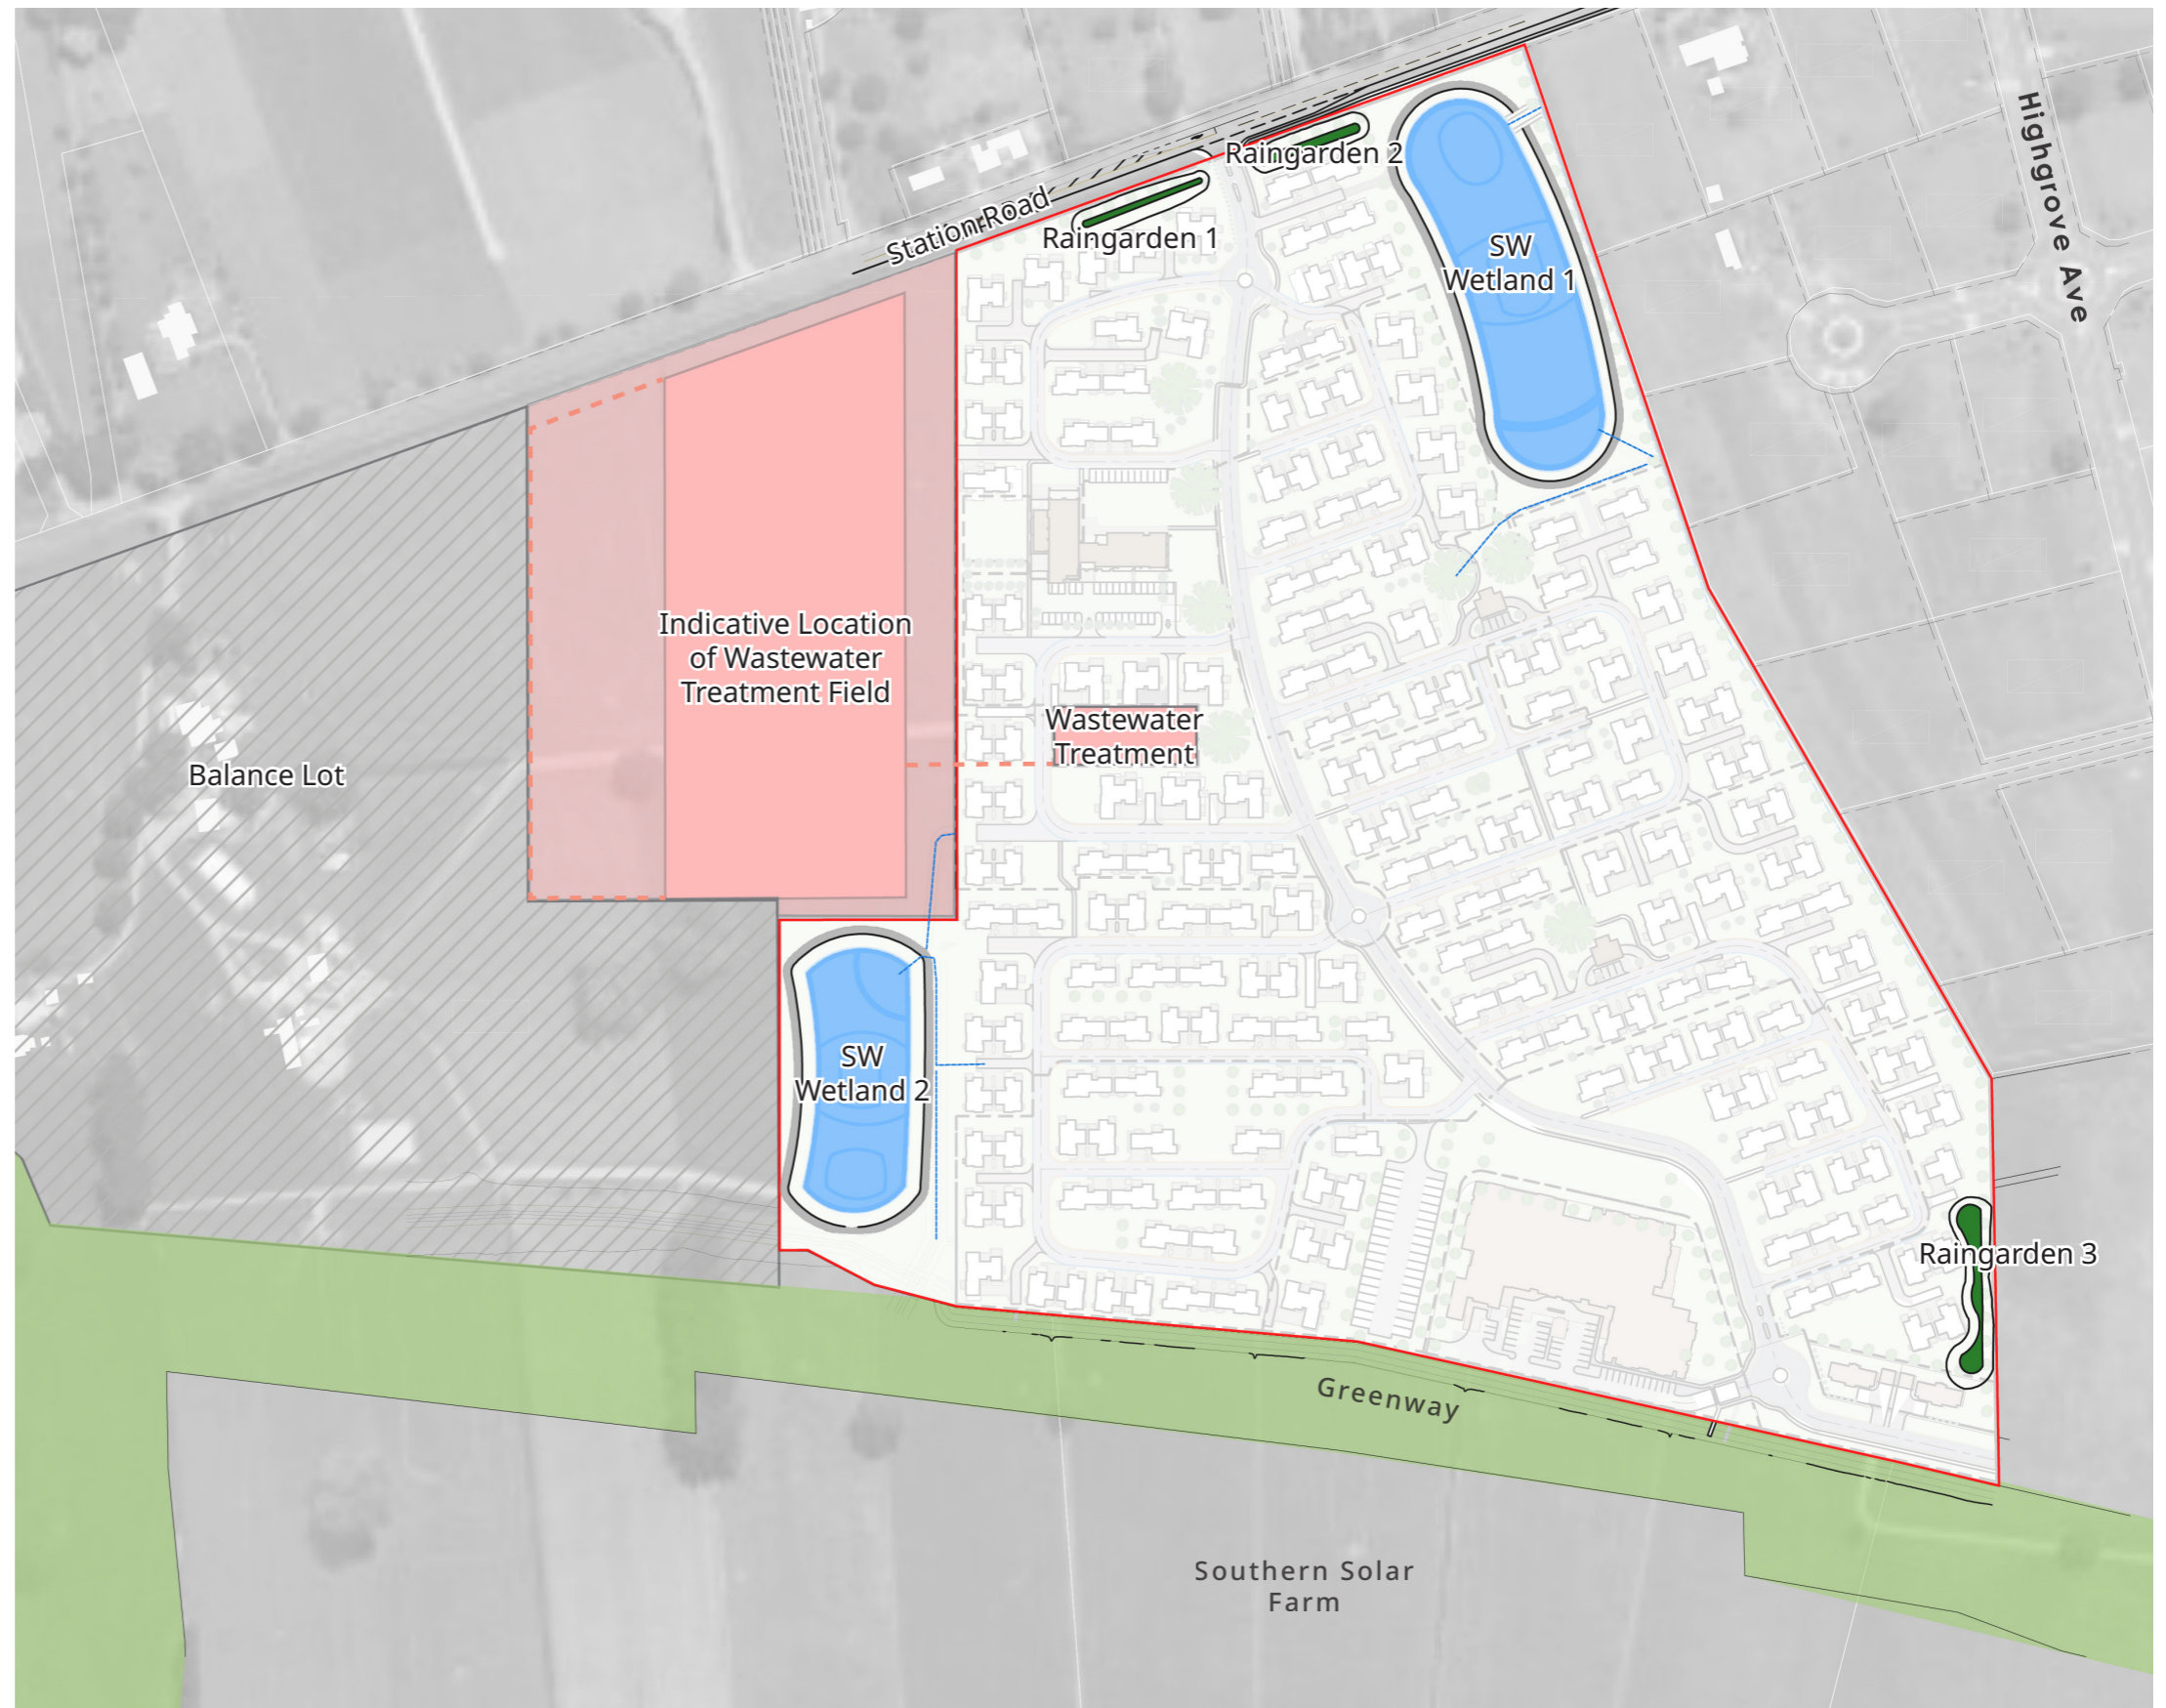 Highgrove Ave
Raingarden 2
Station Road
Raingarden 1
SW
Wetland 1
Indicative Location
of Wastewater
Treatment Field
Wastewater
Treatment
Balance Lot
SW
Wetland 2
Raingarden 3
Greenway
Southern Solar
Farm